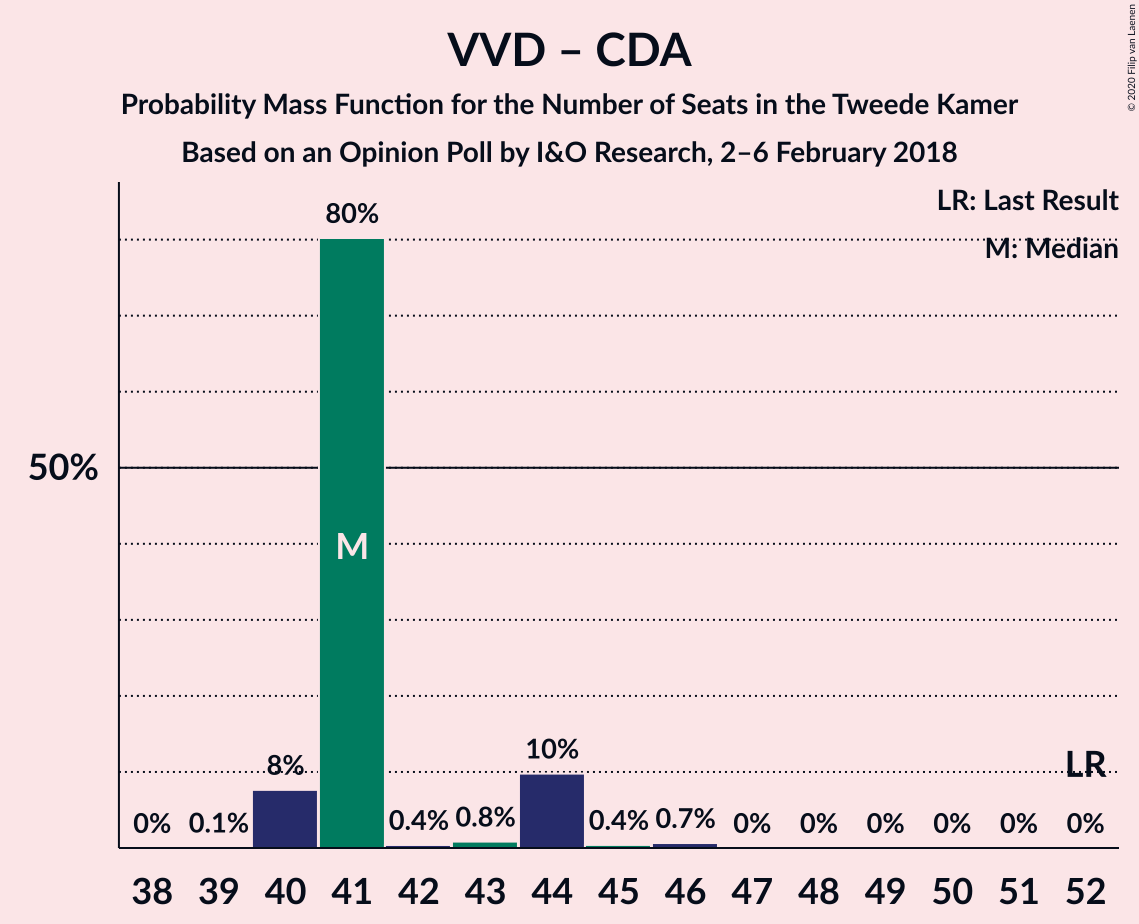 VVD – CDA
Probability Mass Function for the Number of Seats in the Tweede Kamer
Based on an Opinion Poll by I&O Research, 2–6 February 2018
© 2020 Filip van Laenen
LR: Last Result
M: Median
80%
50%
M
8%
10%
LR
0% 0.1% 0.4% 0.8% 0.4% 0.7% 0% 0% 0% 0% 0% 0%
38 39 40 41 42 43 44 45 46 47 48 49 50 51 52